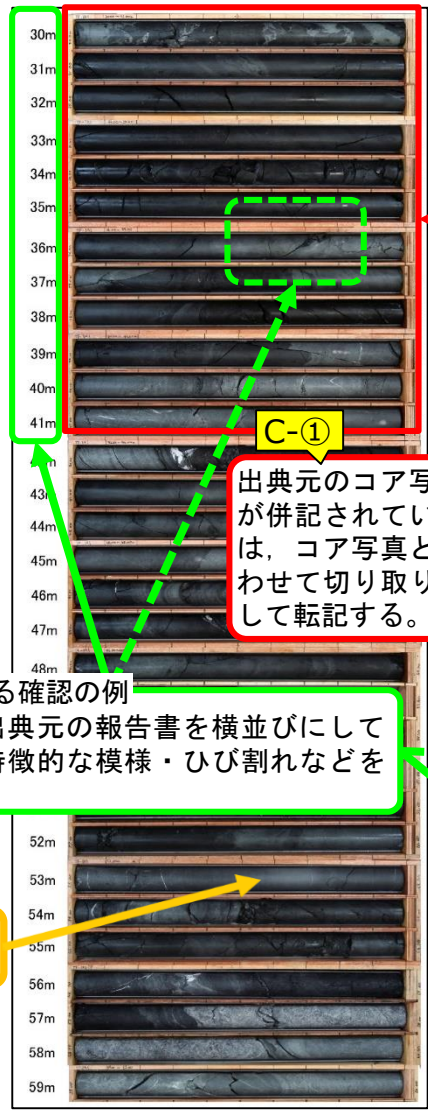 30m
31m
32m
33m
34m
35m
36m
37m
38m
39m
40m
41m
C-①
出典元のコア写
が併記されてい
は，コア写真と
わせて切り取り
して転記する。
43m
44m
45m
46m
47m
48m
る確認の例
出典元の報告書を横並びにして
特徴的な模様・ひび割れなどを
52m
53m
54m
55m
56m
57m
58m
59m